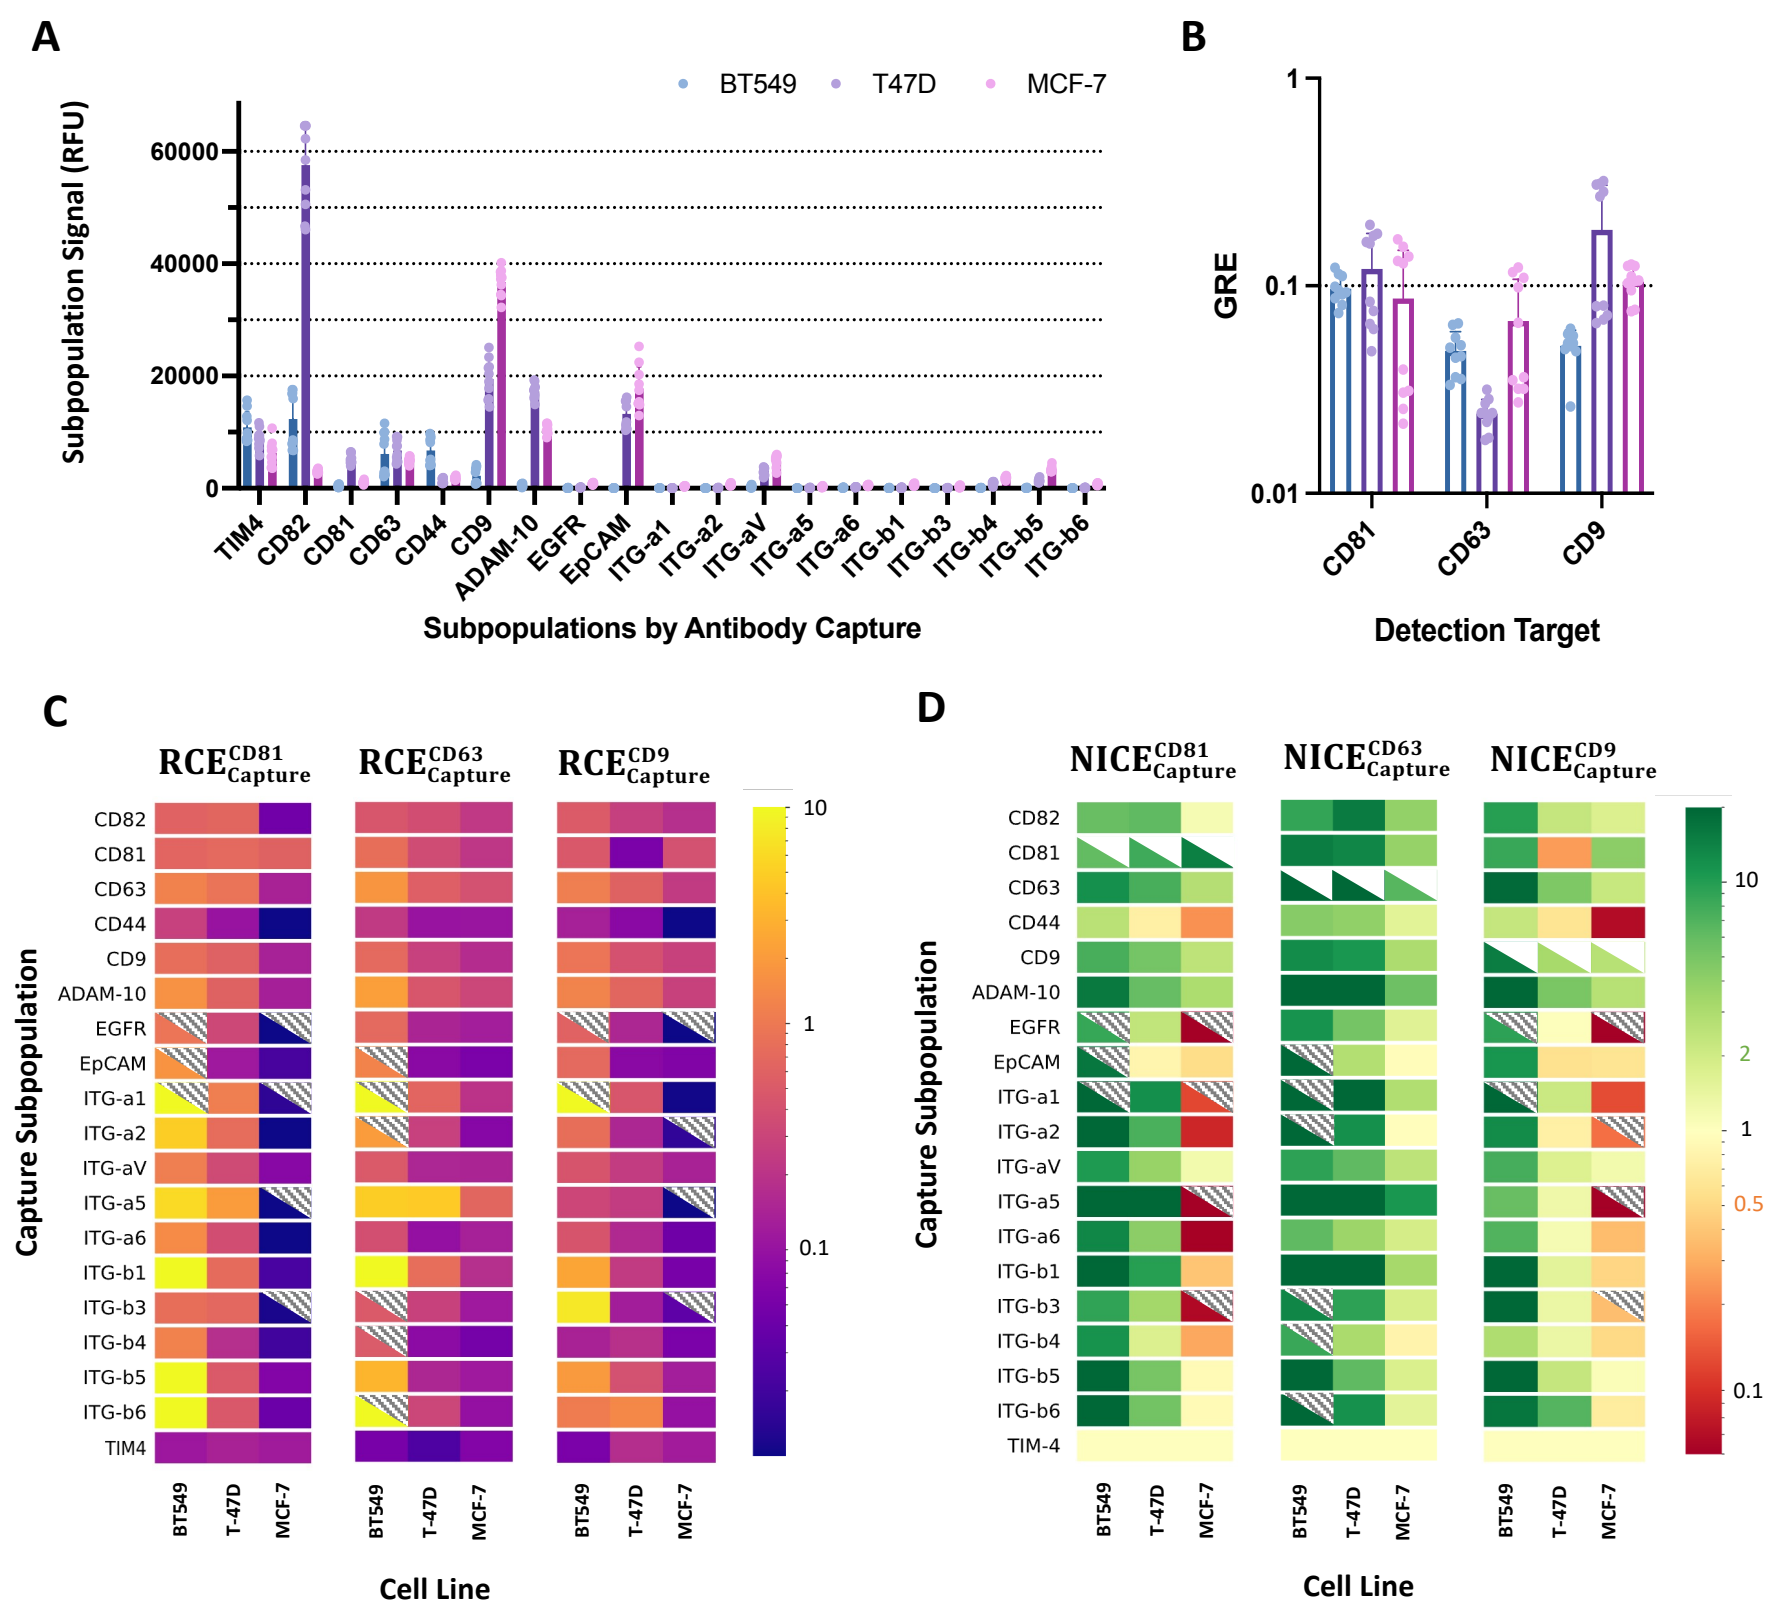 A
B
BT549 T47D MCF-7
Subpopulation Signal (RFU)
60000
40000
20000
0
TIM4
CD82
CD81
CD63
CD44
CD9
ADAM-10
EGFR
EpCAM
ITG-a1
ITG-a2
ITG-aV
ITG-a5
ITG-a6
ITG-b1
ITG-b3
ITG-b4
ITG-b5
ITG-b6
Subpopulations by Antibody Capture
GRE
1
0.1
0.01
CD81
CD63
CD9
Detection Target
C
RCE CD81 Capture
RCE CD63 Capture
RCE CD9 Capture
Capture Subpopulation
CD82
CD81
CD63
CD44
CD9
ADAM-10
EGFR
EpCAM
ITG-a1
ITG-a2
ITG-aV
ITG-a5
ITG-a6
ITG-b1
ITG-b3
ITG-b4
ITG-b5
ITG-b6
TIM4
10
1
0.1
BT549 T-47D MCF-7
BT549 T-47D MCF-7
BT549 T-47D MCF-7
Cell Line
D
NICE CD81 Capture
NICE CD63 Capture
NICE CD9 Capture
Capture Subpopulation
CD82
CD81
CD63
CD44
CD9
ADAM-10
EGFR
EpCAM
ITG-a1
ITG-a2
ITG-aV
ITG-a5
ITG-a6
ITG-b1
ITG-b3
ITG-b4
ITG-b5
ITG-b6
TIM-4
10
2
1
0.5
0.1
BT549 T-47D MCF-7
BT549 T-47D MCF-7
BT549 T-47D MCF-7
Cell Line